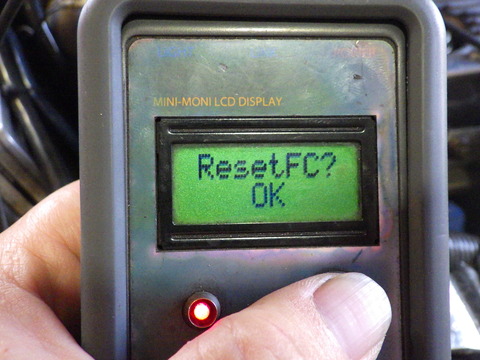 MINI-MONI LCD DISPLAY
ResetFC?
OK